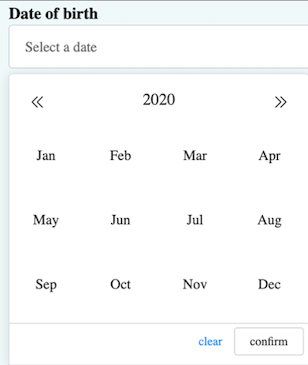 Date of birth
Select a date
2020
Jan Feb Mar Apr
May Jun Jul Aug
Sep Oct Nov Dec
clear confirm